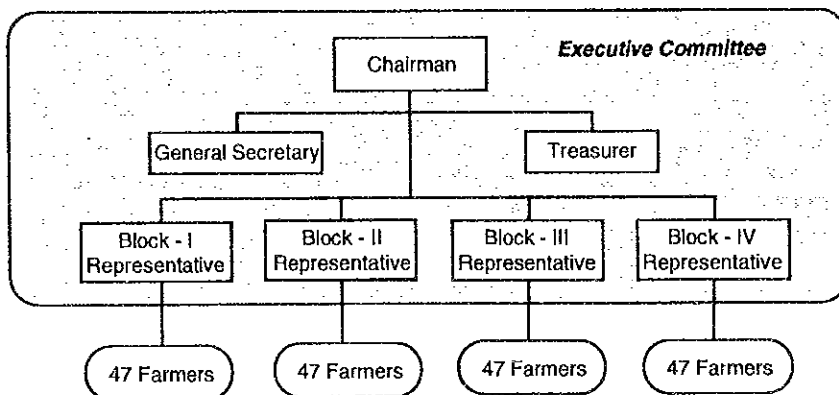 Executive Committee
Chairman
General Secretary
Treasurer
Block - I
Representative
Block - II
Representative
Block - III
Representative
Block - IV
Representative
47 Farmers
47 Farmers
47 Farmers
47 Farmers